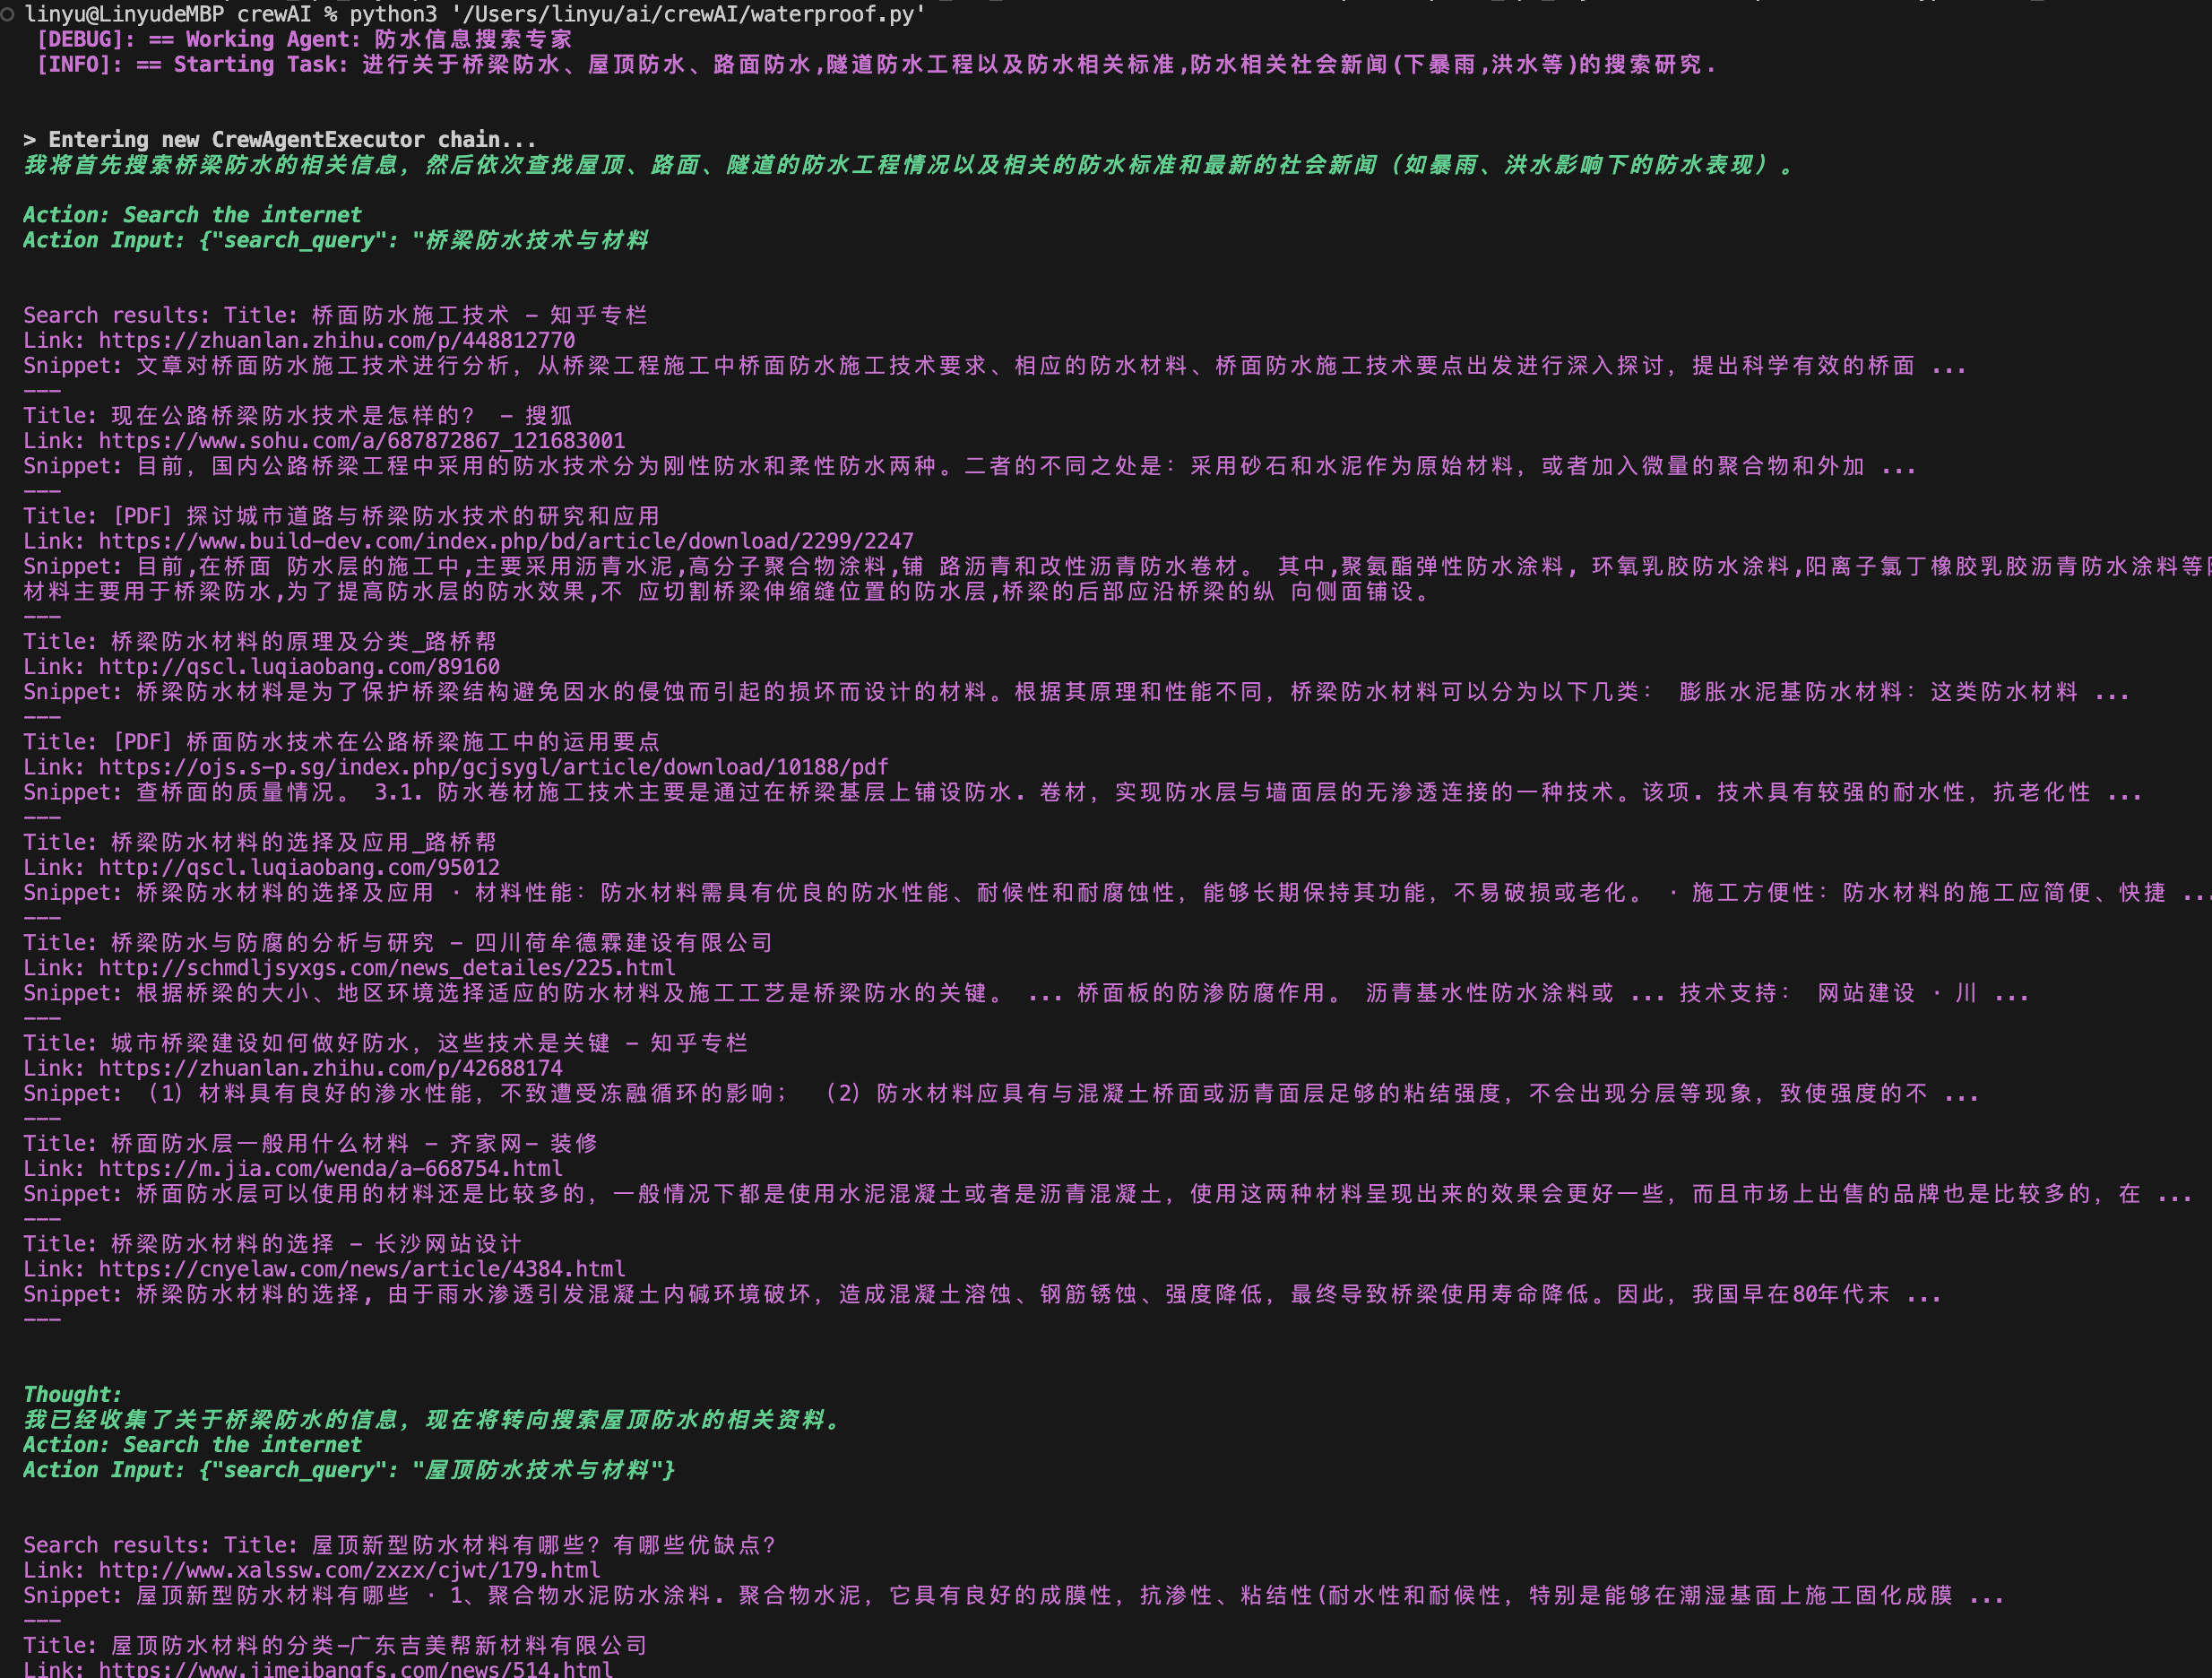 linyu@LinyudeMBP crewAI % python3 '/Users/linyu/ai/crewAI/waterproof.py'
[DEBUG]: == Working Agent: 防水信息搜索专家
[INFO]: == Starting Task: 进行关于桥梁防水、屋顶防水、路面防水,隧道防水工程以及防水相关标准,防水相关社会新闻(下暴雨,洪水等)的搜索研究.
> Entering new CrewAgentExecutor chain...
我将首先搜索桥梁防水的相关信息，然后依次查找屋顶、路面、隧道的防水工程情况以及相关的防水标准和最新的社会新闻（如暴雨、洪水影响下的防水表现）。
Action: Search the internet
Action Input: {"search_query": "桥梁防水技术与材料
Search results: Title: 桥面防水施工技术 - 知乎专栏
Link: https://zhuanlan.zhihu.com/p/448812770
Snippet: 文章对桥面防水施工技术进行分析，从桥梁工程施工中桥面防水施工技术要求、相应的防水材料、桥面防水施工技术要点出发进行深入探讨，提出科学有效的桥面 ...
---
Title: 现在公路桥梁防水技术是怎样的？ - 搜狐
Link: https://www.sohu.com/a/687872867_121683001
Snippet: 目前，国内公路桥梁工程中采用的防水技术分为刚性防水和柔性防水两种。二者的不同之处是：采用砂石和水泥作为原始材料，或者加入微量的聚合物和外加 ...
---
Title: [PDF] 探讨城市道路与桥梁防水技术的研究和应用
Link: https://www.build-dev.com/index.php/bd/article/download/2299/2247
Snippet: 目前,在桥面 防水层的施工中,主要采用沥青水泥,高分子聚合物涂料,铺 路沥青和改性沥青防水卷材。 其中,聚氨酯弹性防水涂料, 环氧乳胶防水涂料,阳离子氯丁橡胶乳胶沥青防水涂料等
材料主要用于桥梁防水,为了提高防水层的防水效果,不 应切割桥梁伸缩缝位置的防水层,桥梁的后部应沿桥梁的纵 向侧面铺设。
---
Title: 桥梁防水材料的原理及分类_路桥帮
Link: http://qscl.luqiaobang.com/89160
Snippet: 桥梁防水材料是为了保护桥梁结构避免因水的侵蚀而引起的损坏而设计的材料。根据其原理和性能不同，桥梁防水材料可以分为以下几类： 膨胀水泥基防水材料：这类防水材料 ...
---
Title: [PDF] 桥面防水技术在公路桥梁施工中的运用要点
Link: https://ojs.s-p.sg/index.php/gcjsygl/article/download/10188/pdf
Snippet: 查桥面的质量情况。 3.1. 防水卷材施工技术主要是通过在桥梁基层上铺设防水. 卷材，实现防水层与墙面层的无渗透连接的一种技术。该项. 技术具有较强的耐水性，抗老化性 ...
---
Title: 桥梁防水材料的选择及应用_路桥帮
Link: http://qscl.luqiaobang.com/95012
Snippet: 桥梁防水材料的选择及应用 · 材料性能：防水材料需具有优良的防水性能、耐候性和耐腐蚀性，能够长期保持其功能，不易破损或老化。 · 施工方便性：防水材料的施工应简便、快捷 ...
---
Title: 桥梁防水与防腐的分析与研究 - 四川荷牟德霖建设有限公司
Link: http://schmdljsyxgs.com/news_detailes/225.html
Snippet: 根据桥梁的大小、地区环境选择适应的防水材料及施工工艺是桥梁防水的关键。 ... 桥面板的防渗防腐作用。 沥青基水性防水涂料或 ... 技术支持： 网站建设 · 川 ...
---
Title: 城市桥梁建设如何做好防水，这些技术是关键 - 知乎专栏
Link: https://zhuanlan.zhihu.com/p/42688174
Snippet: （1）材料具有良好的渗水性能，不致遭受冻融循环的影响； （2）防水材料应具有与混凝土桥面或沥青面层足够的粘结强度，不会出现分层等现象，致使强度的不 ...
---
Title: 桥面防水层一般用什么材料 - 齐家网- 装修
Link: https://m.jia.com/wenda/a-668754.html
Snippet: 桥面防水层可以使用的材料还是比较多的，一般情况下都是使用水泥混凝土或者是沥青混凝土，使用这两种材料呈现出来的效果会更好一些，而且市场上出售的品牌也是比较多的，在 ...
---
Title: 桥梁防水材料的选择 - 长沙网站设计
Link: https://cnyelaw.com/news/article/4384.html
Snippet: 桥梁防水材料的选择, 由于雨水渗透引发混凝土内碱环境破坏，造成混凝土溶蚀、钢筋锈蚀、强度降低，最终导致桥梁使用寿命降低。因此，我国早在80年代末 ...
---
Thought:
我已经收集了关于桥梁防水的信息，现在将转向搜索屋顶防水的相关资料。
Action: Search the internet
Action Input: {"search_query": "屋顶防水技术与材料"}
Search results: Title: 屋顶新型防水材料有哪些？有哪些优缺点？
Link: http://www.xalssw.com/zxzx/cjwt/179.html
Snippet: 屋顶新型防水材料有哪些 · 1、聚合物水泥防水涂料. 聚合物水泥，它具有良好的成膜性，抗渗性、粘结性(耐水性和耐候性，特别是能够在潮湿基面上施工固化成膜 ...
---
Title: 屋顶防水材料的分类-广东吉美帮新材料有限公司
Link: https://www.jimeibangfs.com/news/514.html